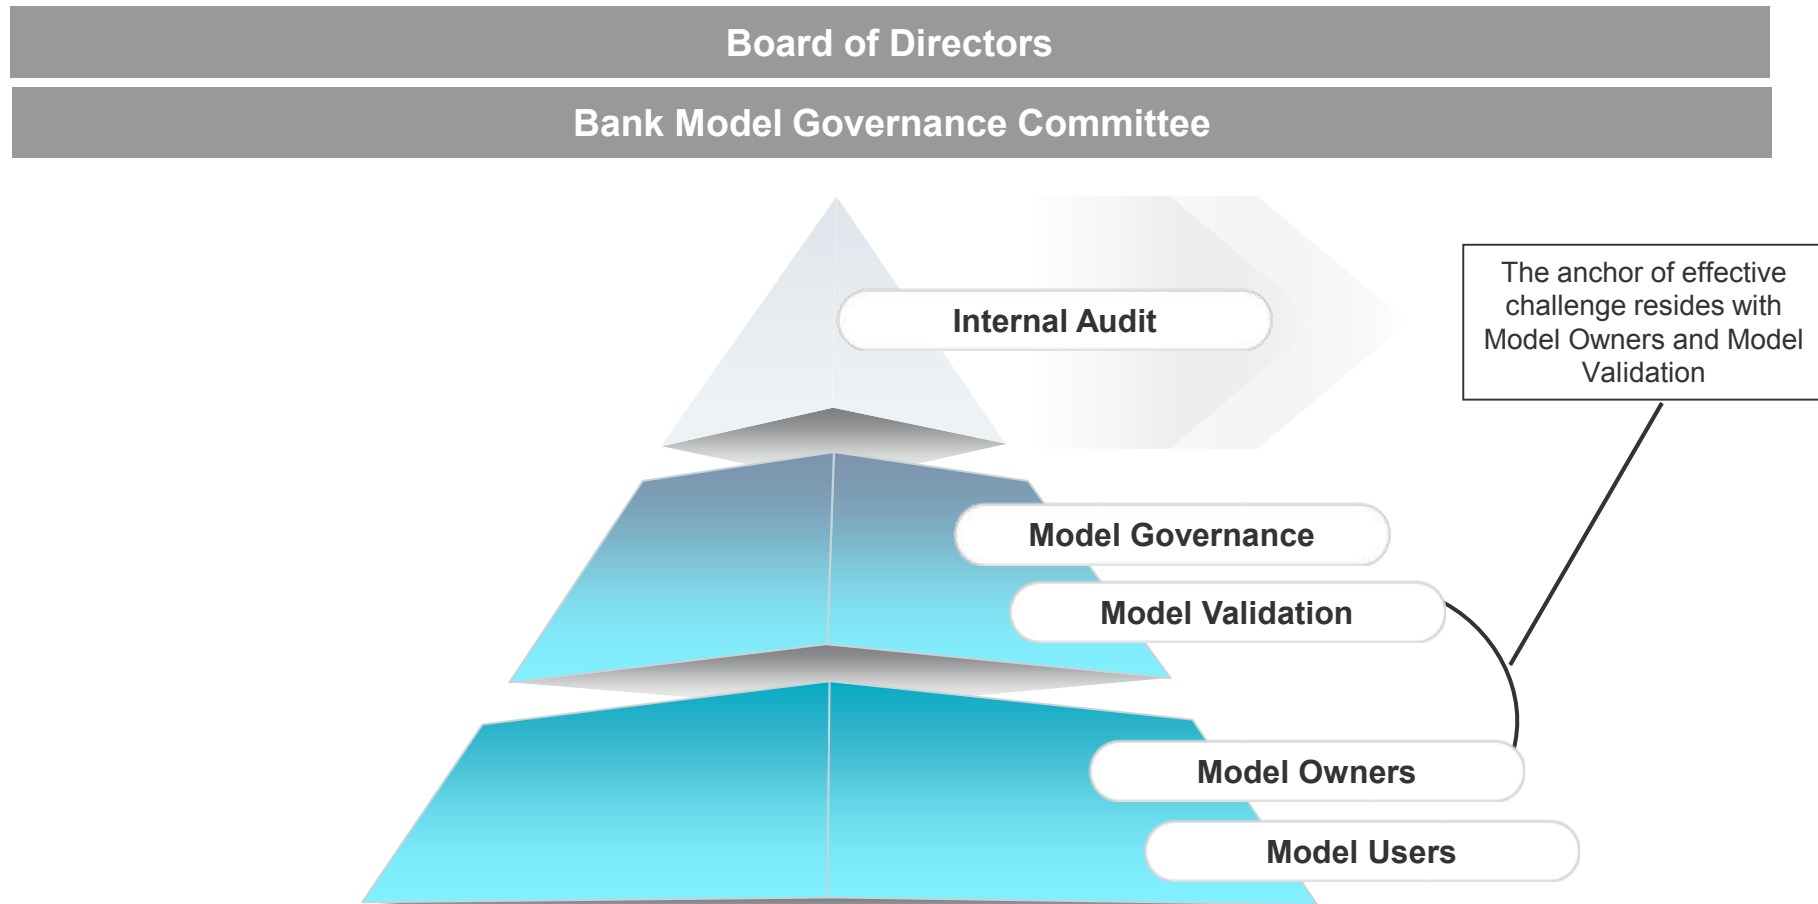 Board of Directors
Bank Model Governance Committee
Internal Audit
The anchor of effective
challenge resides with
Model Owners and Model
Validation
Model Governance
Model Validation
Model Owners
Model Users